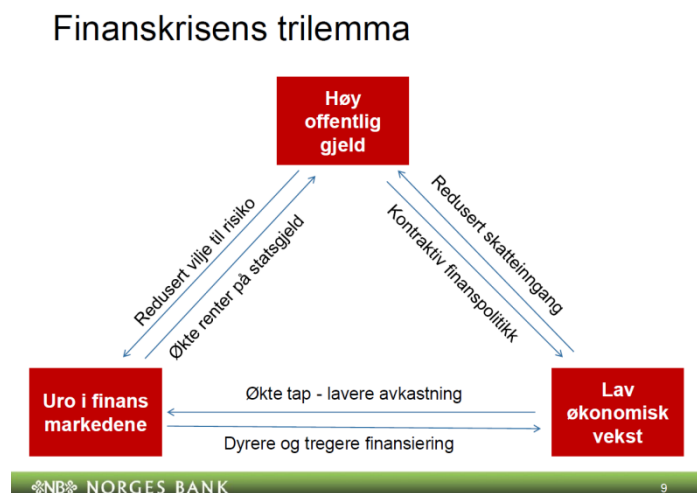 Finanskrisens trilemma
Høy
offentlig
gjeld
Redusert vilje til risiko
Økte renter på statsgjeld
Redusert skatteinngang
Kontraktiv finanspolitikk
Uro i finans
markedene
Økte tap - lavere avkastning
Dyrere og tregere finansiering
Lav
økonomisk
vekst
NB NORGES BANK
9